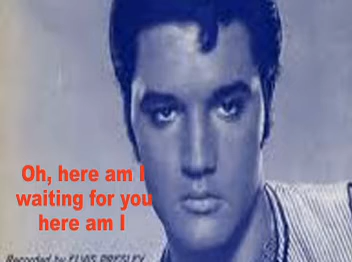 Oh, here am I
waiting for you
here am I
Recorded by ELVIS PRESLEY